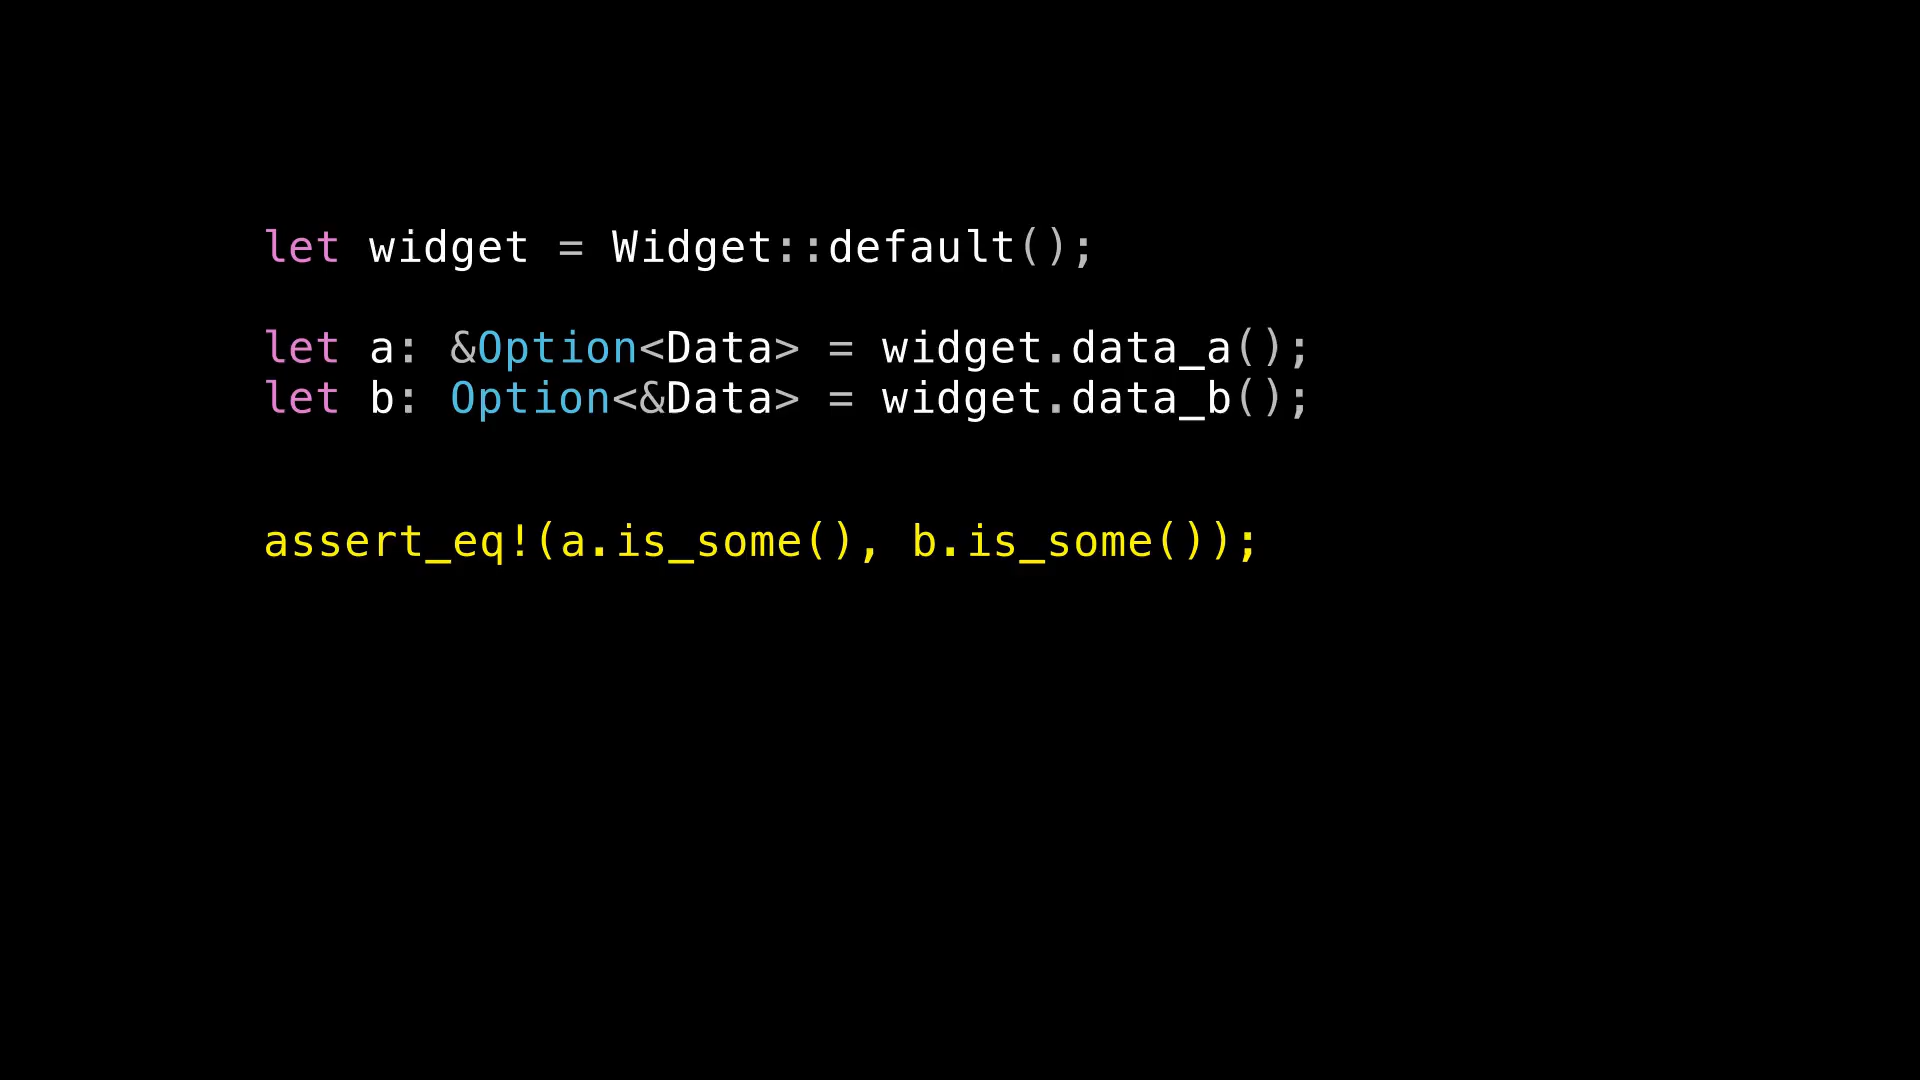 let widget = Widget::default();
let a: &Option<Data> = widget.data_a();
let b: Option<&Data> = widget.data_b();
assert_eq!(a.is_some(), b.is_some());